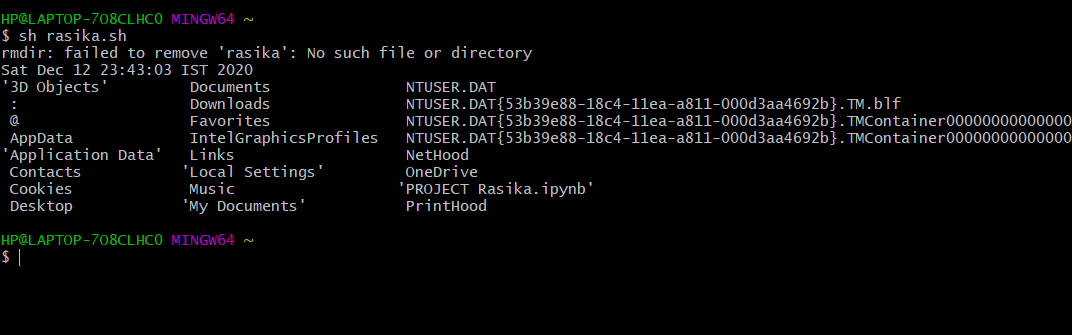 HP@LAPTOP-7O8CLHC0 MINGW64 ~
$ sh rasika.sh
rmdir: failed to remove 'rasika': No such file or directory
Sat Dec 12 23:43:03 IST 2020
'3D Objects' Documents NTUSER.DAT
: Downloads NTUSER.DAT{53b39e88-18c4-11ea-a811-000d3aa4692b}.TM.blf
@ Favorites NTUSER.DAT{53b39e88-18c4-11ea-a811-000d3aa4692b}.TMContainer00000000000000
AppData IntelGraphicsProfiles NTUSER.DAT{53b39e88-18c4-11ea-a811-000d3aa4692b}.TMContainer00000000000000
'Application Data' Links NetHood
Contacts 'Local Settings' OneDrive
Cookies Music 'PROJECT Rasika.ipynb'
Desktop 'My Documents' PrintHood
HP@LAPTOP-7O8CLHC0 MINGW64 ~
$